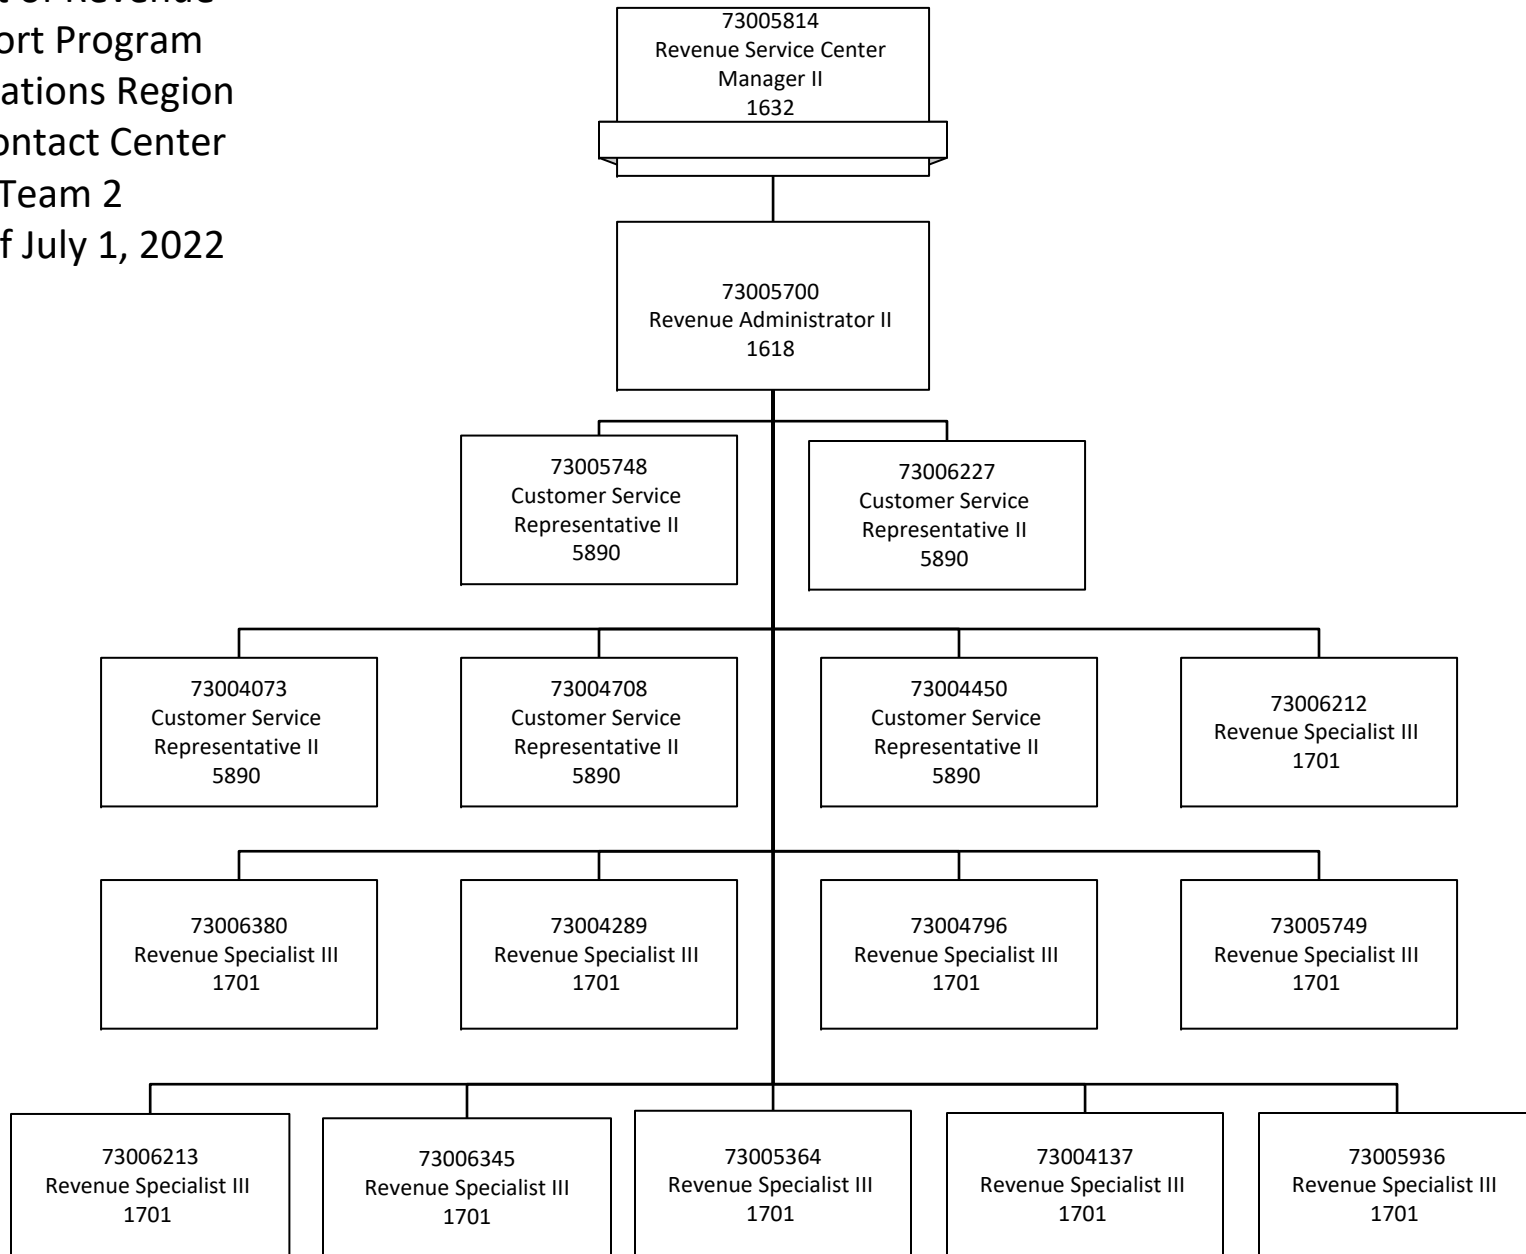 of Revenue
Program
Region
Center
Team 2
July 1, 2022
73005814
Revenue Service Center
Manager II
1632
73005700
Revenue Administrator II
1618
73005748
Customer Service
Representative II
5890
73006227
Customer Service
Representative II
5890
73004073
Customer Service
Representative II
5890
73004708
Customer Service
Representative II
5890
73004450
Customer Service
Representative II
5890
73006212
Revenue Specialist III
1701
73006380
Revenue Specialist III
1701
73004289
Revenue Specialist III
1701
73004796
Revenue Specialist III
1701
73005749
Revenue Specialist III
1701
73006213
Revenue Specialist III
1701
73006345
Revenue Specialist III
1701
73005364
Revenue Specialist III
1701
73004137
Revenue Specialist III
1701
73005936
Revenue Specialist III
1701